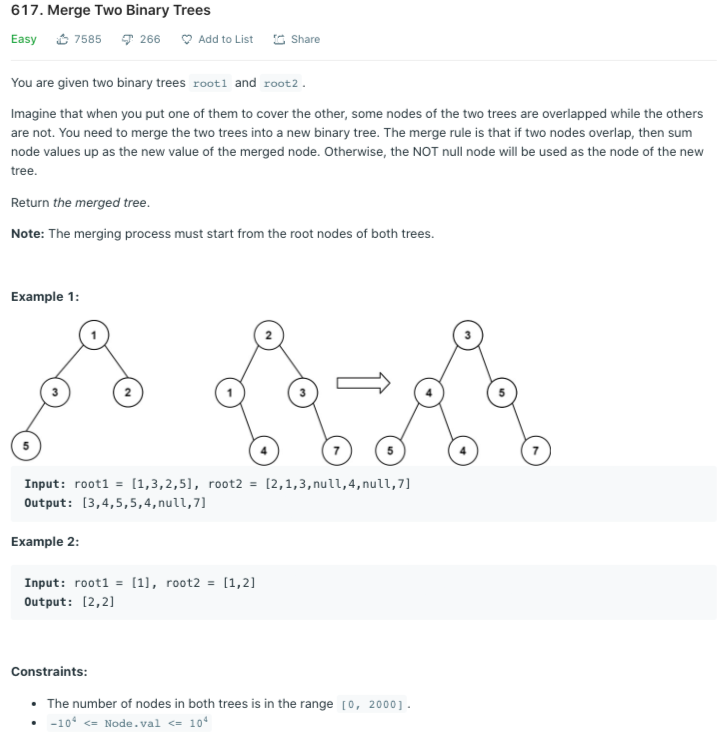 617. Merge Two Binary Trees
Easy 7585 266 Add to List Share
You are given two binary trees root1 and root2 .
Imagine that when you put one of them to cover the other, some nodes of the two trees are overlapped while the others
are not. You need to merge the two trees into a new binary tree. The merge rule is that if two nodes overlap, then sum
node values up as the new value of the merged node. Otherwise, the NOT null node will be used as the node of the new
tree.
Return the merged tree.
Note: The merging process must start from the root nodes of both trees.
Example 1:
1 2 3
3 2 1 3 4 5
5 4 7 5 4 7
Input: root1 = [1,3,2,5], root2 = [2,1,3,null,4,null,7]
Output: [3,4,5,5,4,null,7]
Example 2:
Input: root1 = [1], root2 = [1,2]
Output: [2,2]
Constraints:
• The number of nodes in both trees is in the range [0, 2000] .
• -10⁴ <= Node.val <= 10⁴